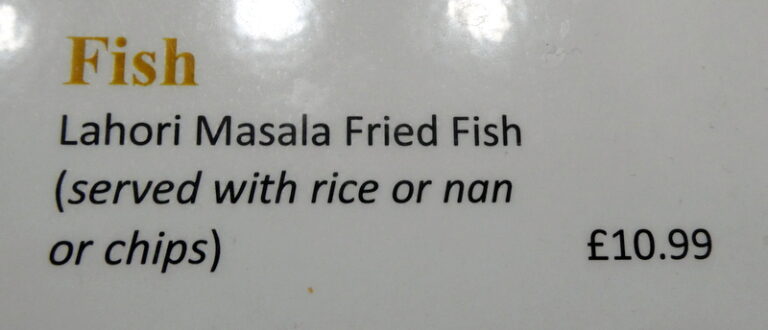 Fish
Lahori Masala Fried Fish
(served with rice or nan
or chips) £10.99